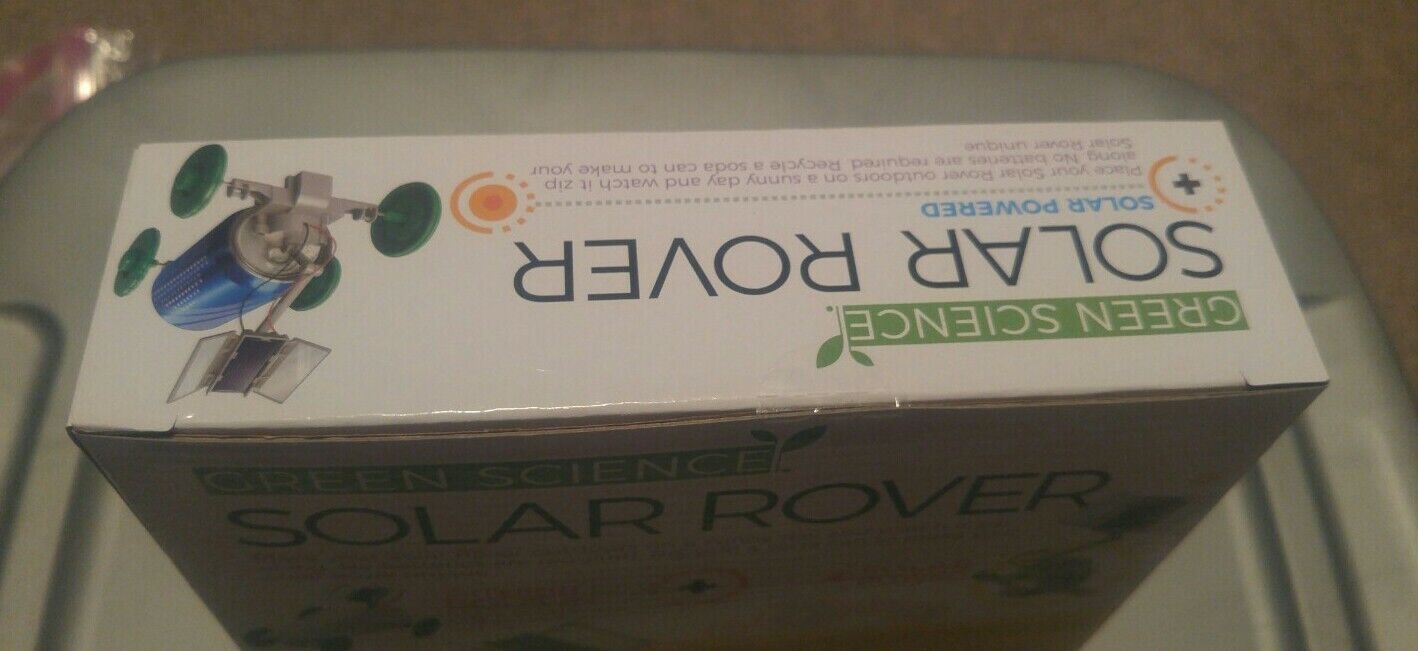 GREEN SCIENCE
SOLAR ROVER
SOLAR POWERED
Place your Solar Rover outdoors on a sunny day and watch it zip
along. No batteries are required. Recycle a soda can to make your
Solar Rover unique
GREEN SCIENCE
SOLAR ROVER